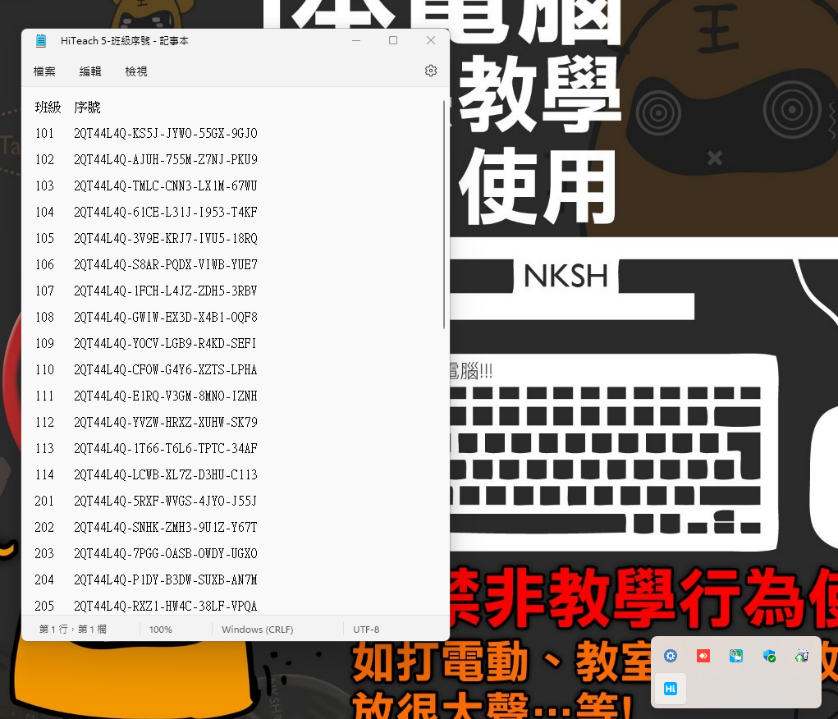 本電腦
HiTeach 5-班級序號 - 記事本
檔案 編輯 檢視
教學
使用
班級 序號
101 2QT44L4Q-KS5J-JYWO-55GX-9GJO
102 2QT44L4Q-AJUH-755M-Z7NJ-PKU9
103 2QT44L4Q-TMLC-CNN3-LX1M-67WU
104 2QT44L4Q-61CE-L31J-I953-T4KF
105 2QT44L4Q-3V9E-KRJ7-IVU5-18RQ
106 2QT44L4Q-S8AR-PQDX-VIWB-YUE7
107 2QT44L4Q-1FCH-L4JZ-ZDH5-3RBV
108 2QT44L4Q-GWIW-EX3D-X4B1-OQF8
109 2QT44L4Q-YOCV-LGB9-R4KD-SEFI
110 2QT44L4Q-CFOW-G4Y6-XZTS-LPHA
111 2QT44L4Q-E1RQ-V3GM-8MNO-IZNH
112 2QT44L4Q-YVZW-HRXZ-XUHW-SK79
113 2QT44L4Q-1T66-T6L6-TPTC-34AF
114 2QT44L4Q-LCWB-XL7Z-D3HU-C113
201 2QT44L4Q-5RXF-WVGS-4JYO-J55J
202 2QT44L4Q-SNHK-ZMH3-9U1Z-Y67T
203 2QT44L4Q-7PGG-OASB-OWDY-UGXO
204 2QT44L4Q-P1DY-B3DW-SUXB-AN7M
205 2QT44L4Q-RXZ1-HW4C-38LF-VPQA
第 1 行，第 1 欄 100% Windows (CRLF) UTF-8
王
NKSH
電腦!!!
禁非教學行為使
如打電動、教室
放很大聲…等!